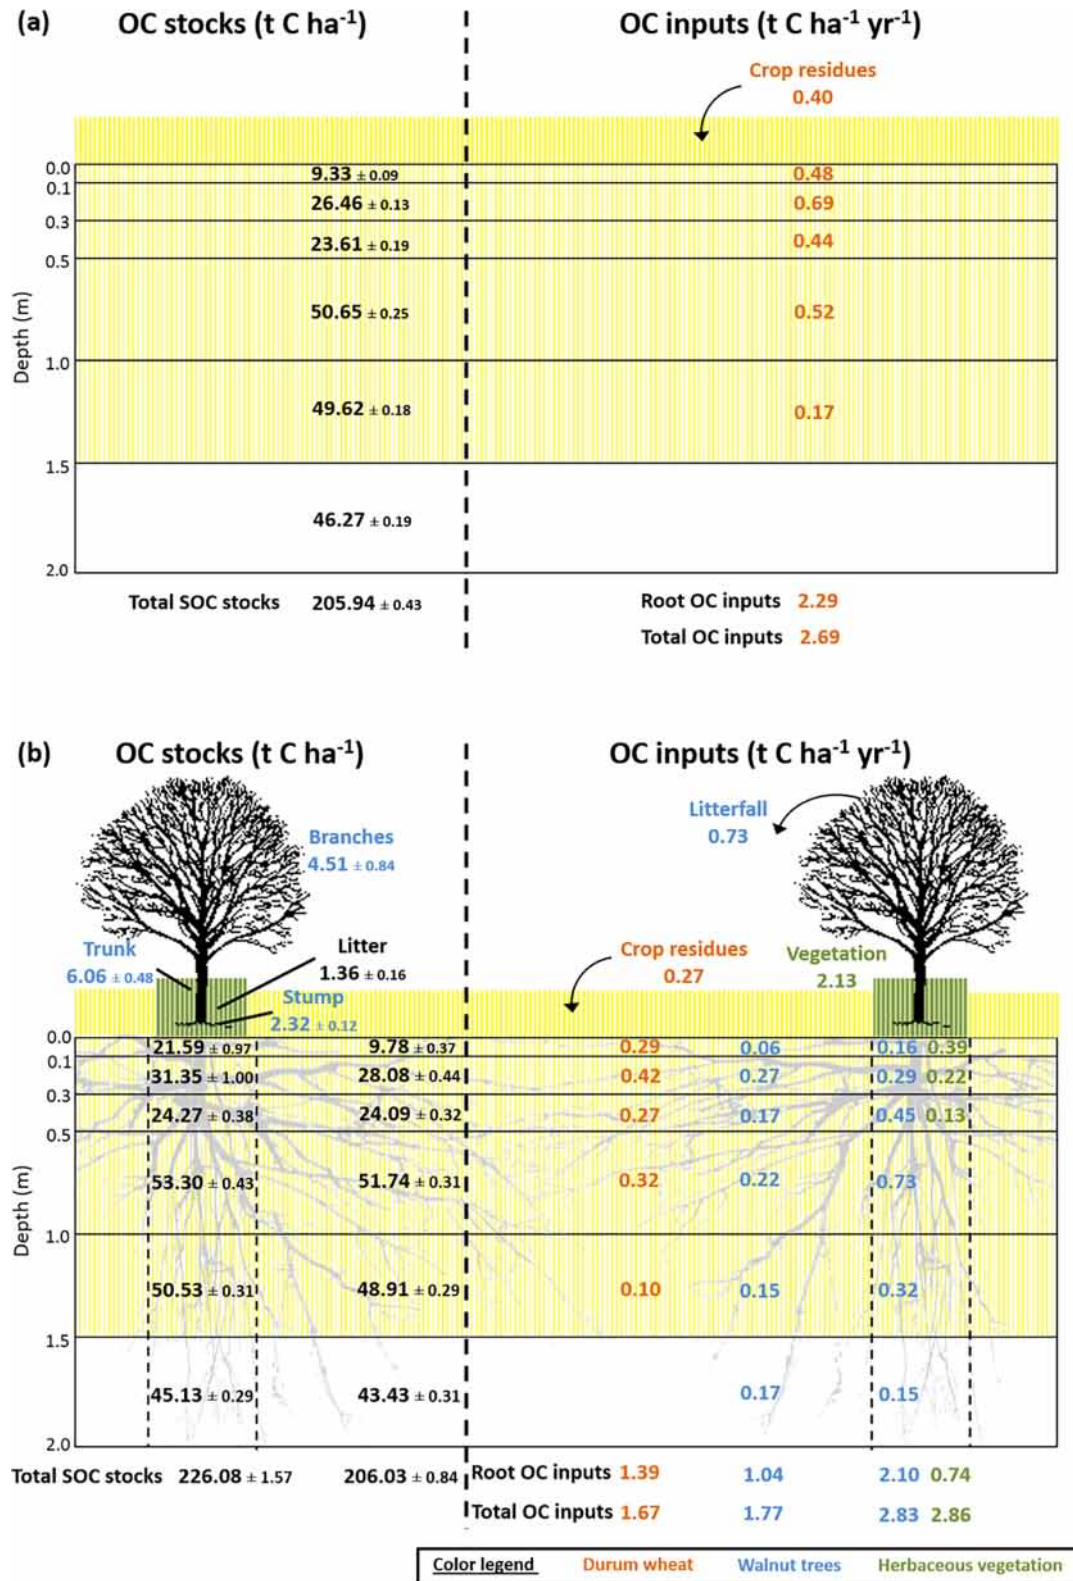 (a) OC stocks (t C ha⁻¹) OC inputs (t C ha⁻¹ yr⁻¹)
Crop residues
0.40
0.0
9.33 ± 0.09 0.48
0.1
26.46 ± 0.13 0.69
0.3
23.61 ± 0.19 0.44
0.5
50.65 ± 0.25 0.52
Depth (m)
1.0
49.62 ± 0.18 0.17
1.5
46.27 ± 0.19
2.0
Total SOC stocks 205.94 ± 0.43 Root OC inputs 2.29
Total OC inputs 2.69
(b) OC stocks (t C ha⁻¹) OC inputs (t C ha⁻¹ yr⁻¹)
Branches
4.51 ± 0.84
Litterfall
0.73
Trunk
6.06 ± 0.48
Litter
1.36 ± 0.16
Stump
2.32 ± 0.12
Crop residues
0.27
Vegetation
2.13
0.0
21.59 ± 0.97 9.78 ± 0.37 0.29 0.06 0.16 0.39
0.1
31.35 ± 1.00 28.08 ± 0.44 0.42 0.27 0.29 0.22
0.3
24.27 ± 0.38 24.09 ± 0.32 0.27 0.17 0.45 0.13
0.5
53.30 ± 0.43 51.74 ± 0.31 0.32 0.22 0.73
Depth (m)
1.0
50.53 ± 0.31 48.91 ± 0.29 0.10 0.15 0.32
1.5
45.13 ± 0.29 43.43 ± 0.31 0.17 0.15
2.0
Total SOC stocks 226.08 ± 1.57 206.03 ± 0.84 Root OC inputs 1.39 1.04 2.10 0.74
Total OC inputs 1.67 1.77 2.83 2.86
Color legend Durum wheat Walnut trees Herbaceous vegetation